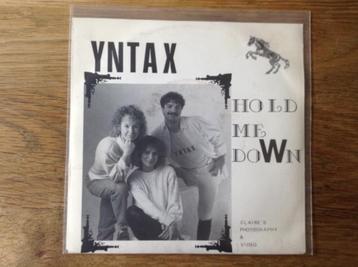 YNTAX
HOLD
ME
DOWN
YNTAX
CLAIRE'S
PHOTOGRAPHY
&
VIDEO